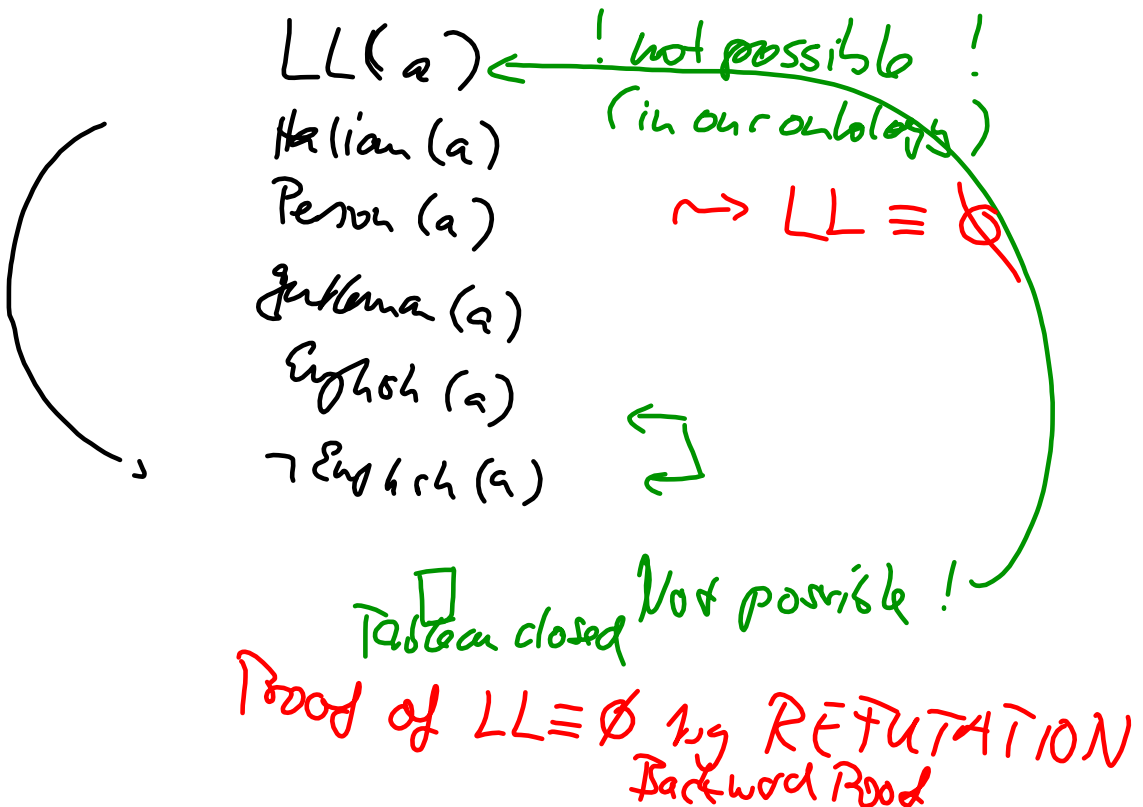 LL(a) ! not possible !
(in our ontology)
Italian (a)
Person (a)
⇝ LL ≡ ∅
gentleman (a)
English (a)
¬ English (a)
□ Not possible !
Tableau closed
Proof of LL ≡ ∅ by REFUTATION
Backward Proof